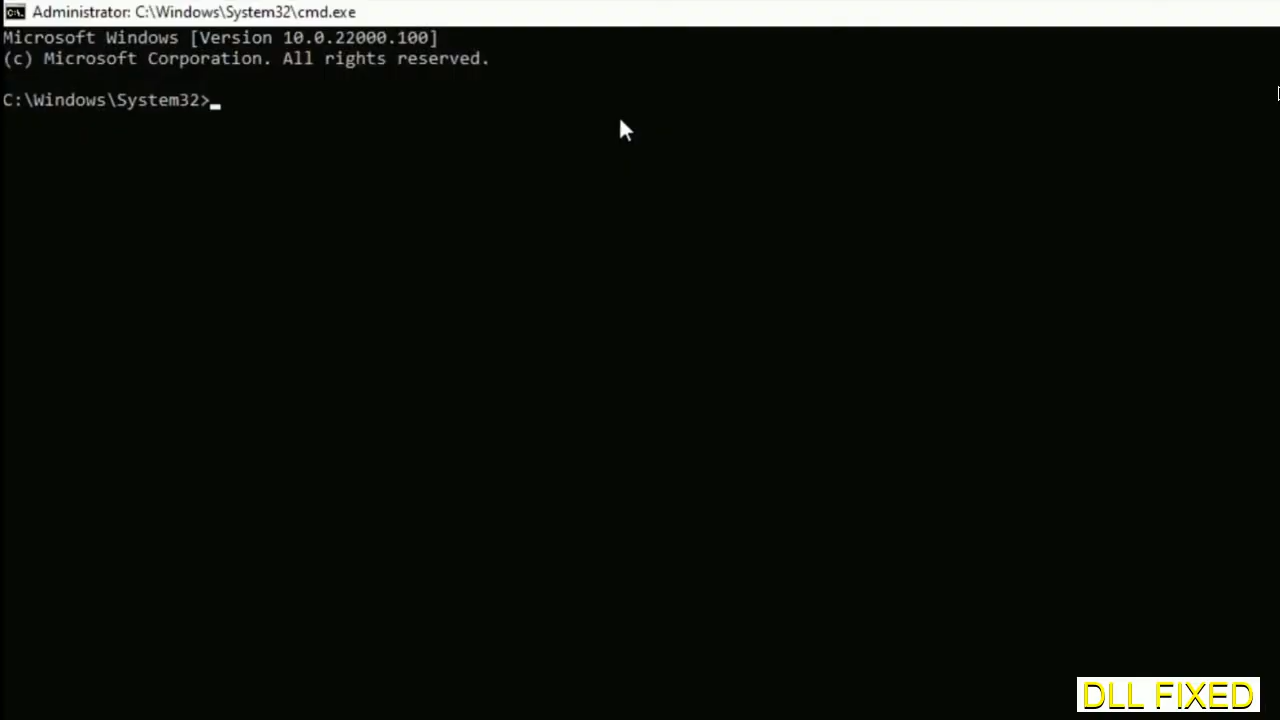 Administrator: C:\Windows\System32\cmd.exe
Microsoft Windows [Version 10.0.22000.100]
(c) Microsoft Corporation. All rights reserved.
C:\Windows\System32>
DLL FIXED